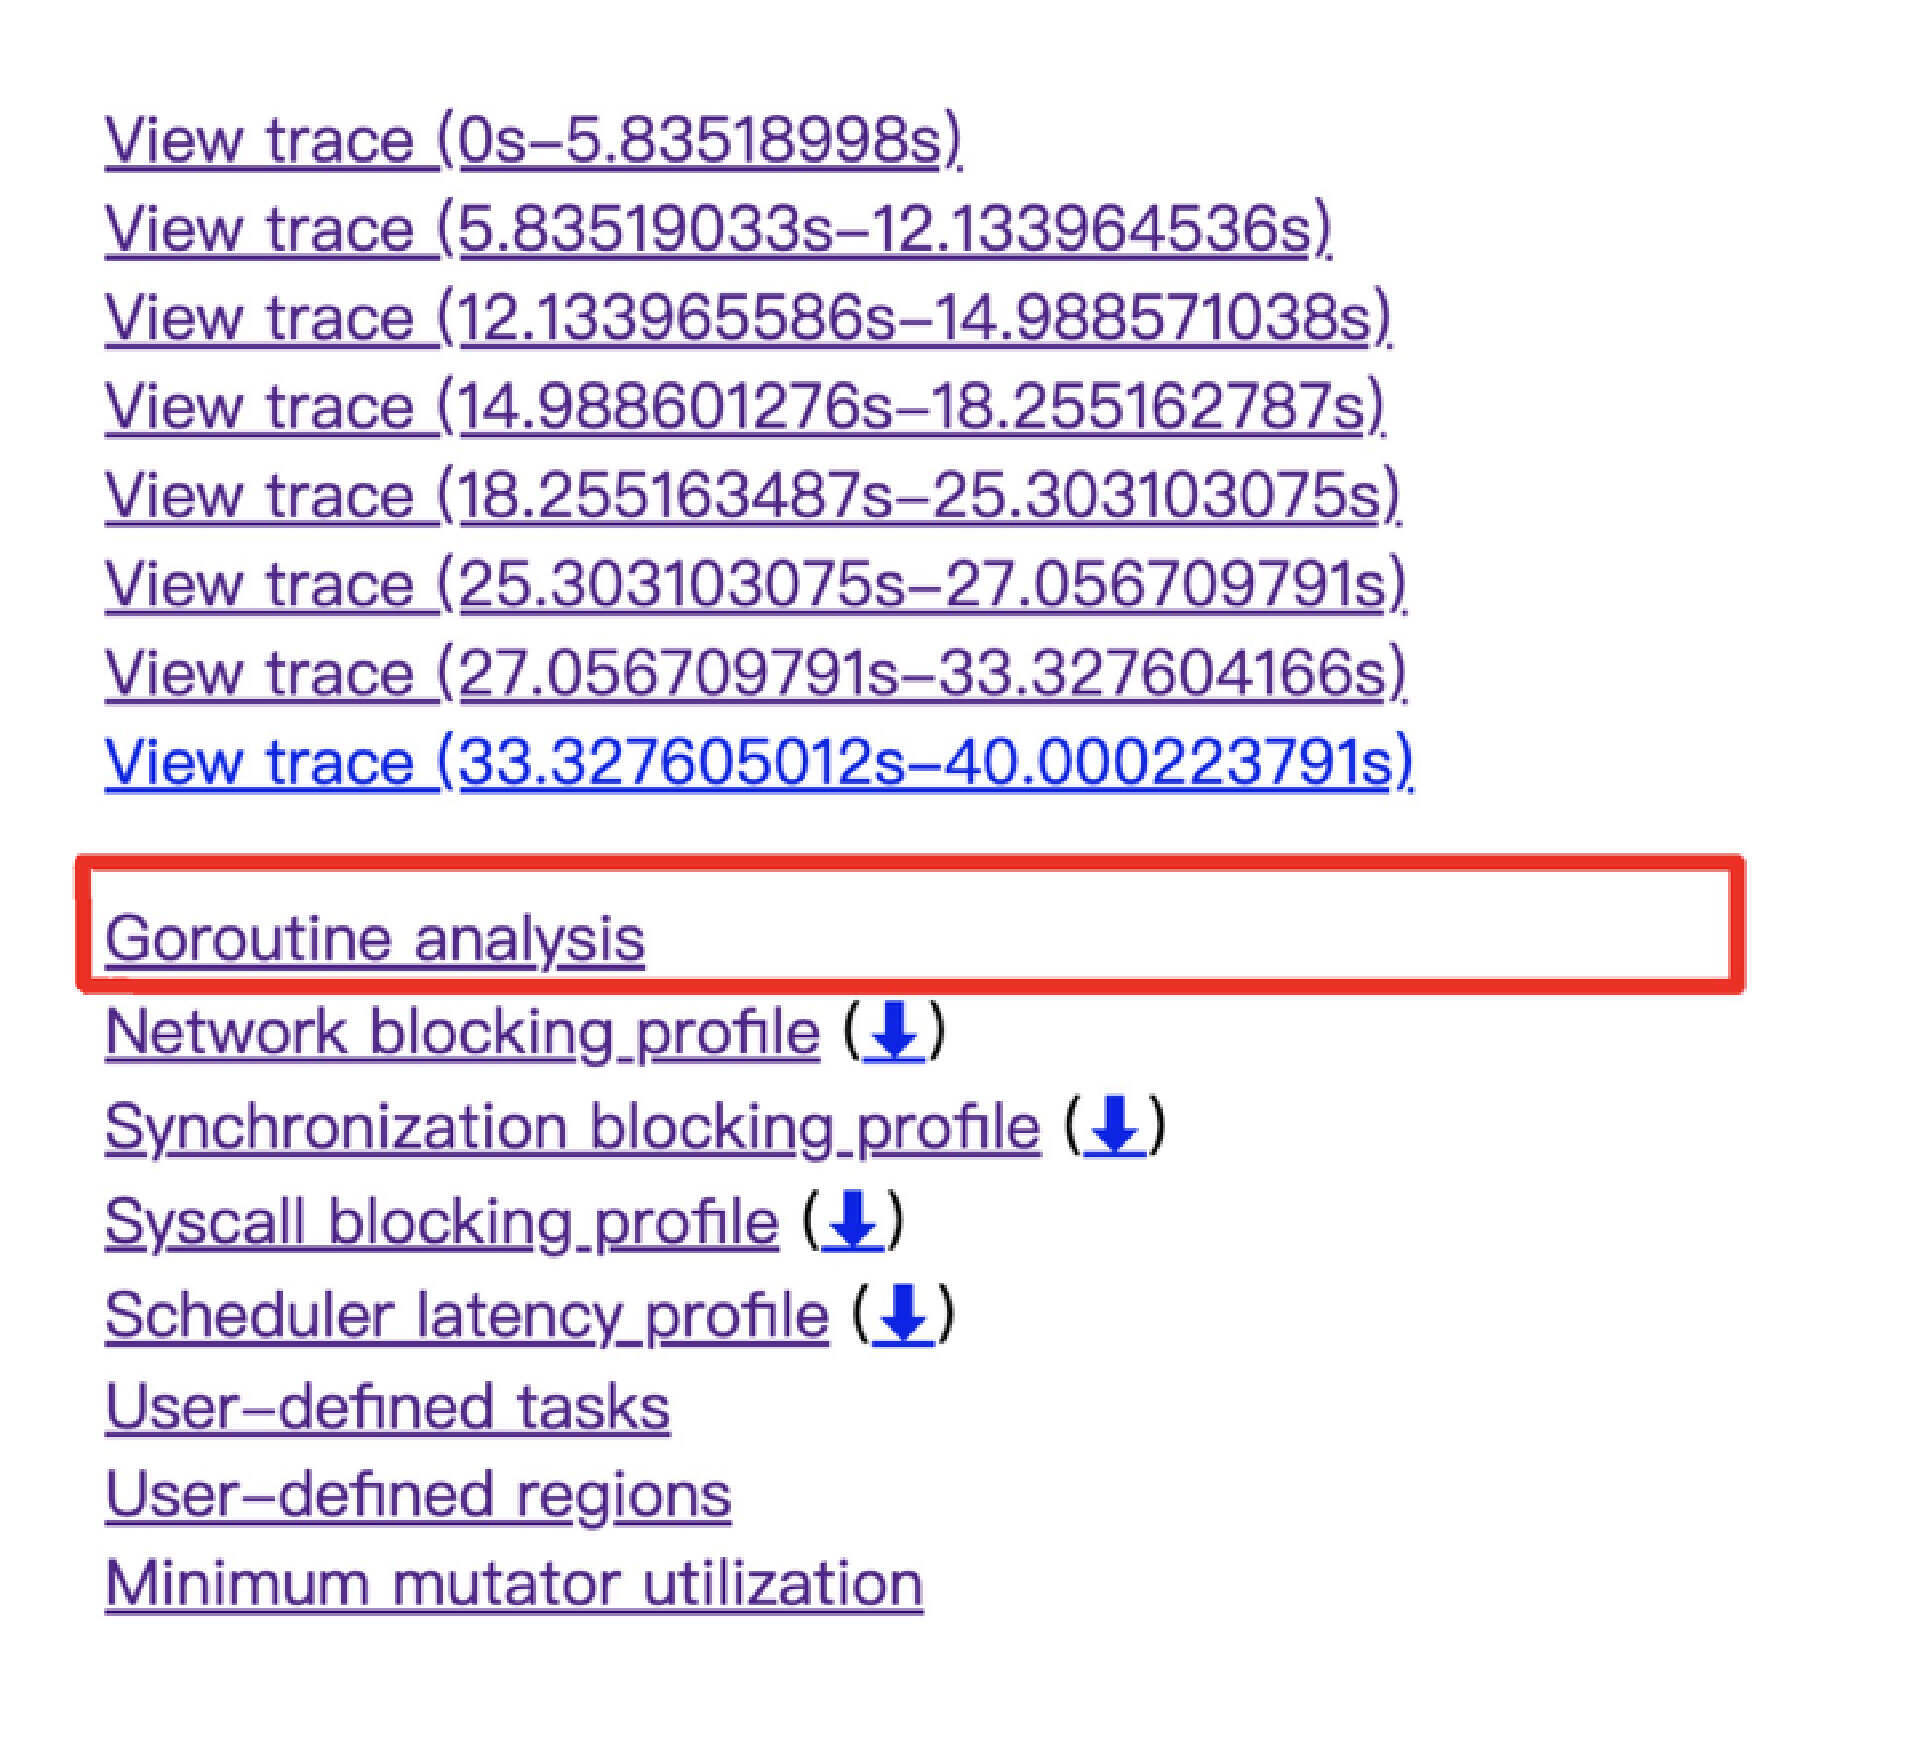 View trace (0s–5.83518998s)
View trace (5.83519033s–12.133964536s)
View trace (12.133965586s–14.988571038s)
View trace (14.988601276s–18.255162787s)
View trace (18.255163487s–25.303103075s)
View trace (25.303103075s–27.056709791s)
View trace (27.056709791s–33.327604166s)
View trace (33.327605012s–40.000223791s)
Goroutine analysis
Network blocking profile (⬇)
Synchronization blocking profile (⬇)
Syscall blocking profile (⬇)
Scheduler latency profile (⬇)
User–defined tasks
User–defined regions
Minimum mutator utilization